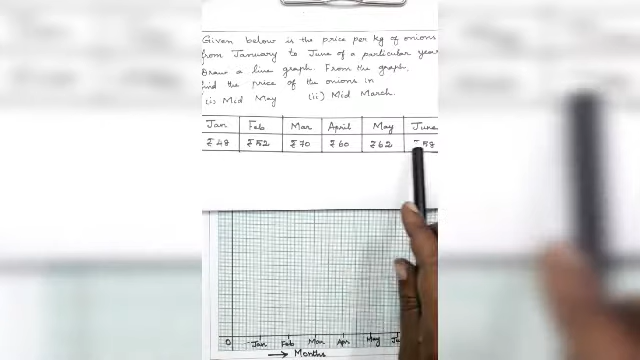 Given below is the price per kg of onions
from January to June of a particular year
Draw a line graph. From the graph,
find the price of the onions in
(i) Mid May (ii) Mid March.
Jan Feb Mar April May June
₹48 ₹52 ₹70 ₹60 ₹62 ₹58
0 Jan Feb Mar Apr May Ju
→ Months